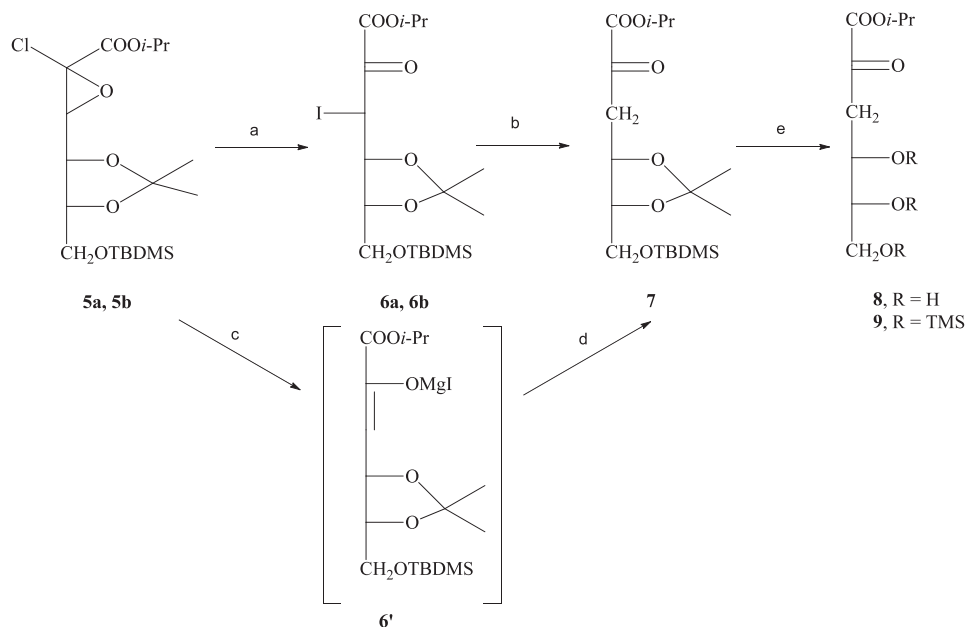 Cl
COOi-Pr
O
O
O
CH2OTBDMS
5a, 5b
a
COOi-Pr
O
I
O
O
CH2OTBDMS
6a, 6b
b
COOi-Pr
O
CH2
O
O
CH2OTBDMS
7
e
COOi-Pr
O
CH2
OR
OR
CH2OR
8, R = H
9, R = TMS
c
COOi-Pr
OMgI
O
O
CH2OTBDMS
6'
d